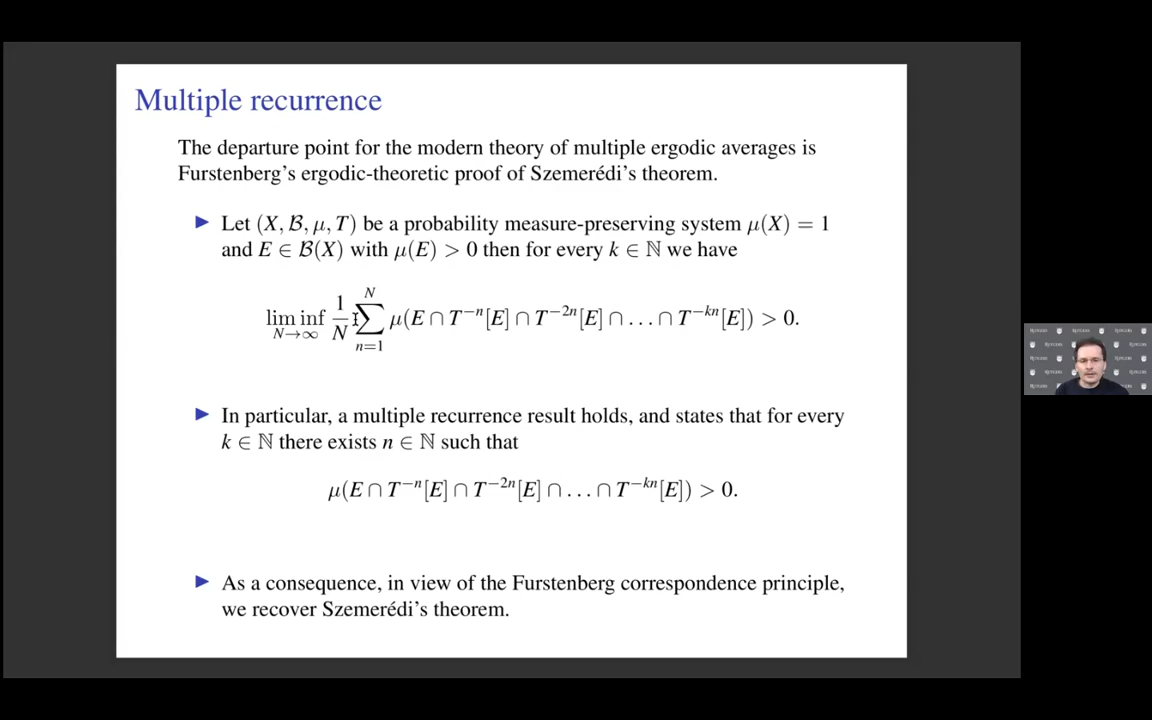 Multiple recurrence
The departure point for the modern theory of multiple ergodic averages is
Furstenberg's ergodic-theoretic proof of Szemerédi's theorem.
▶ Let (X, ℬ, μ, T) be a probability measure-preserving system μ(X) = 1
and E ∈ ℬ(X) with μ(E) > 0 then for every k ∈ ℕ we have
lim inf_{N→∞} 1/N ∑_{n=1}^{N} μ(E ∩ T^{−n}[E] ∩ T^{−2n}[E] ∩ … ∩ T^{−kn}[E]) > 0.
▶ In particular, a multiple recurrence result holds, and states that for every
k ∈ ℕ there exists n ∈ ℕ such that
μ(E ∩ T^{−n}[E] ∩ T^{−2n}[E] ∩ … ∩ T^{−kn}[E]) > 0.
▶ As a consequence, in view of the Furstenberg correspondence principle,
we recover Szemerédi's theorem.